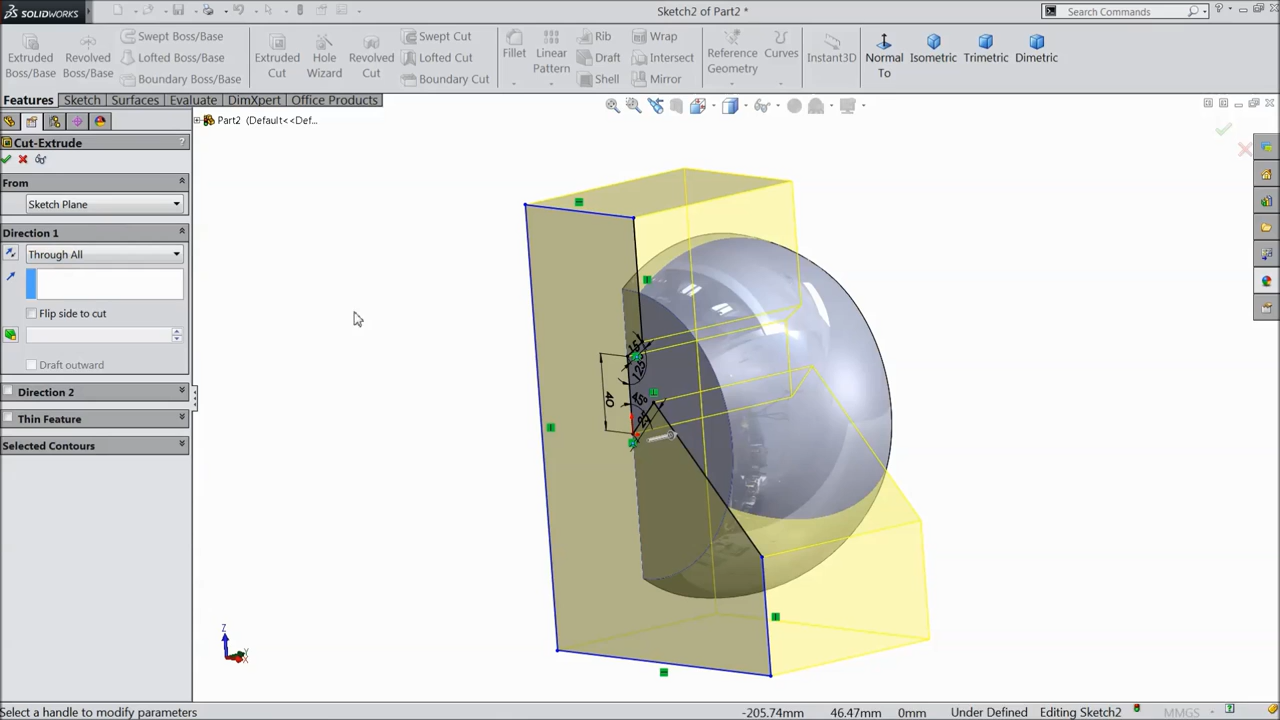 SOLIDWORKS
Sketch2 of Part2 *
Search Commands
Extruded Boss/Base
Revolved Boss/Base
Swept Boss/Base
Lofted Boss/Base
Boundary Boss/Base
Extruded Cut
Hole Wizard
Revolved Cut
Swept Cut
Lofted Cut
Boundary Cut
Fillet
Linear Pattern
Rib
Draft
Shell
Wrap
Intersect
Mirror
Reference Geometry
Curves
Instant3D
Normal To
Isometric
Trimetric
Dimetric
Features
Sketch
Surfaces
Evaluate
DimXpert
Office Products
Part2 (Default<<Def...
Cut-Extrude
?
From
Sketch Plane
Direction 1
Through All
Flip side to cut
Draft outward
Direction 2
Thin Feature
Selected Contours
15
125°
40
45°
Z
Y
X
Select a handle to modify parameters
-205.74mm
46.47mm
0mm
Under Defined
Editing Sketch2
MMGS